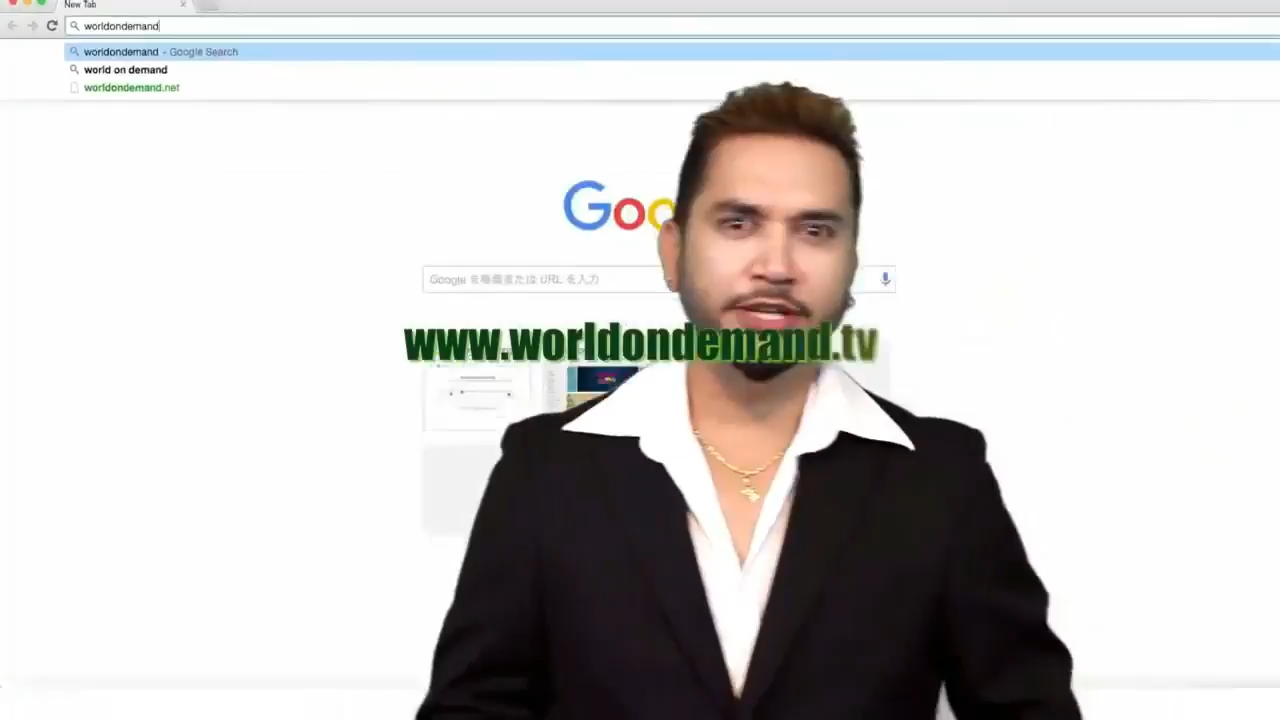 New Tab
worldondemand
worldondemand - Google Search
world on demand
worldondemand.net
Goo
Google を検索または URL を入力
www.worldondemand.tv